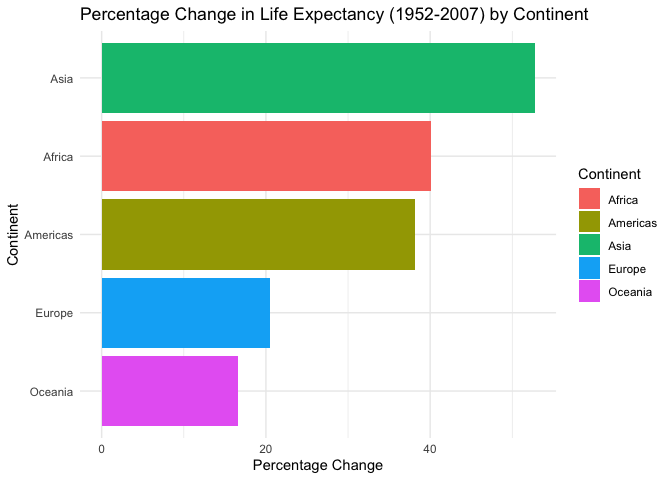 Percentage Change in Life Expectancy (1952-2007) by Continent
Asia
Africa
Americas
Europe
Oceania
Continent
0 20 40
Percentage Change
Continent
Africa
Americas
Asia
Europe
Oceania